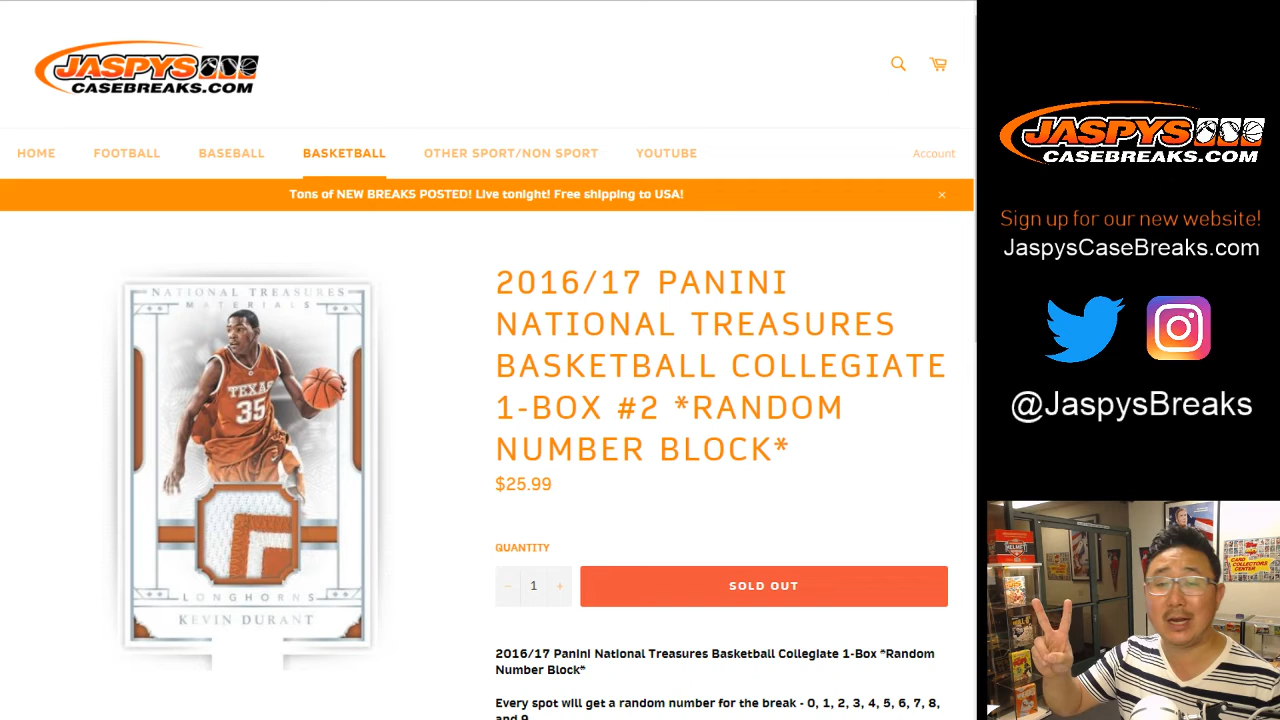 JASPYS
CASEBREAKS.COM
HOME
FOOTBALL
BASEBALL
BASKETBALL
OTHER SPORT/NON SPORT
YOUTUBE
Account
Tons of NEW BREAKS POSTED! Live tonight! Free shipping to USA!
×
NATIONAL TREASURES
MATERIALS
TEXAS
35
LONGHORNS
KEVIN DURANT
2016/17 PANINI
NATIONAL TREASURES
BASKETBALL COLLEGIATE
1-BOX #2 *RANDOM
NUMBER BLOCK*
$25.99
QUANTITY
− 1 +
SOLD OUT
2016/17 Panini National Treasures Basketball Collegiate 1-Box *Random
Number Block*
Every spot will get a random number for the break - 0, 1, 2, 3, 4, 5, 6, 7, 8,
and 9
JASPYS
CASEBREAKS.COM
Sign up for our new website!
JaspysCaseBreaks.com
@JaspysBreaks